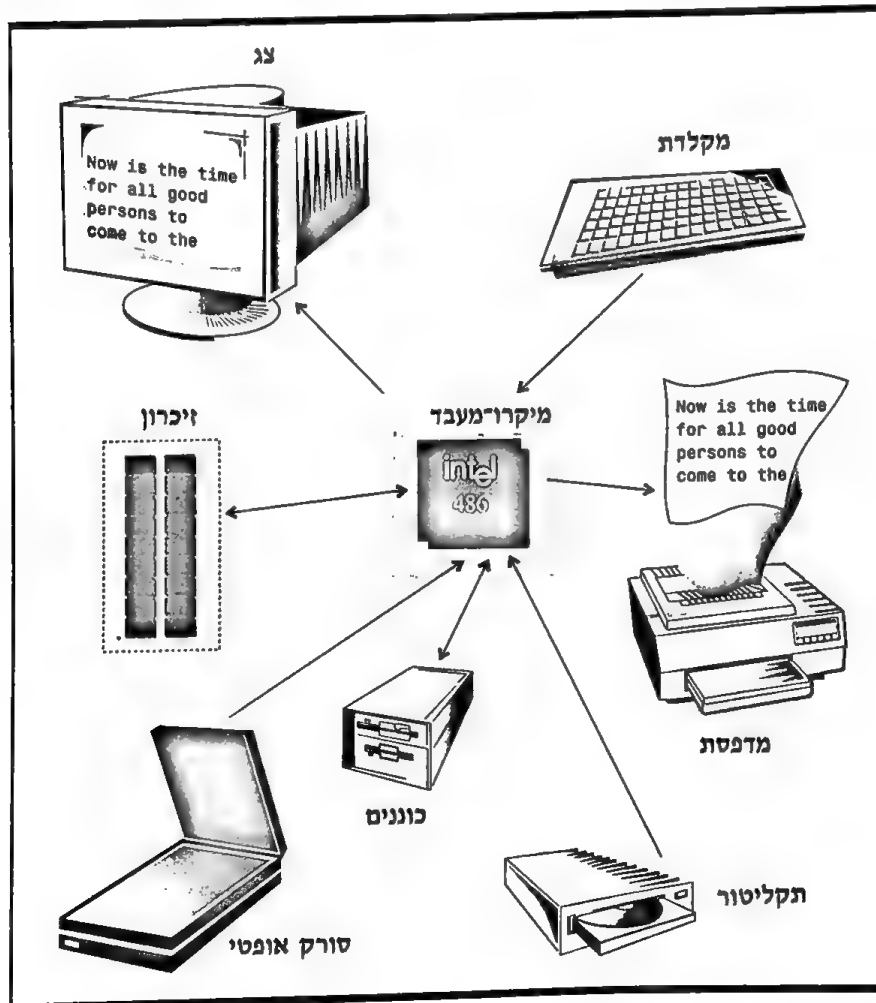 צג
Now is the time
for all good
persons to
come to the
מקלדת
זיכרון
מיקרו־מעבד
intel
486
Now is the time
for all good
persons to
come to the
מדפסת
כוננים
תקליטור
סורק אופטי